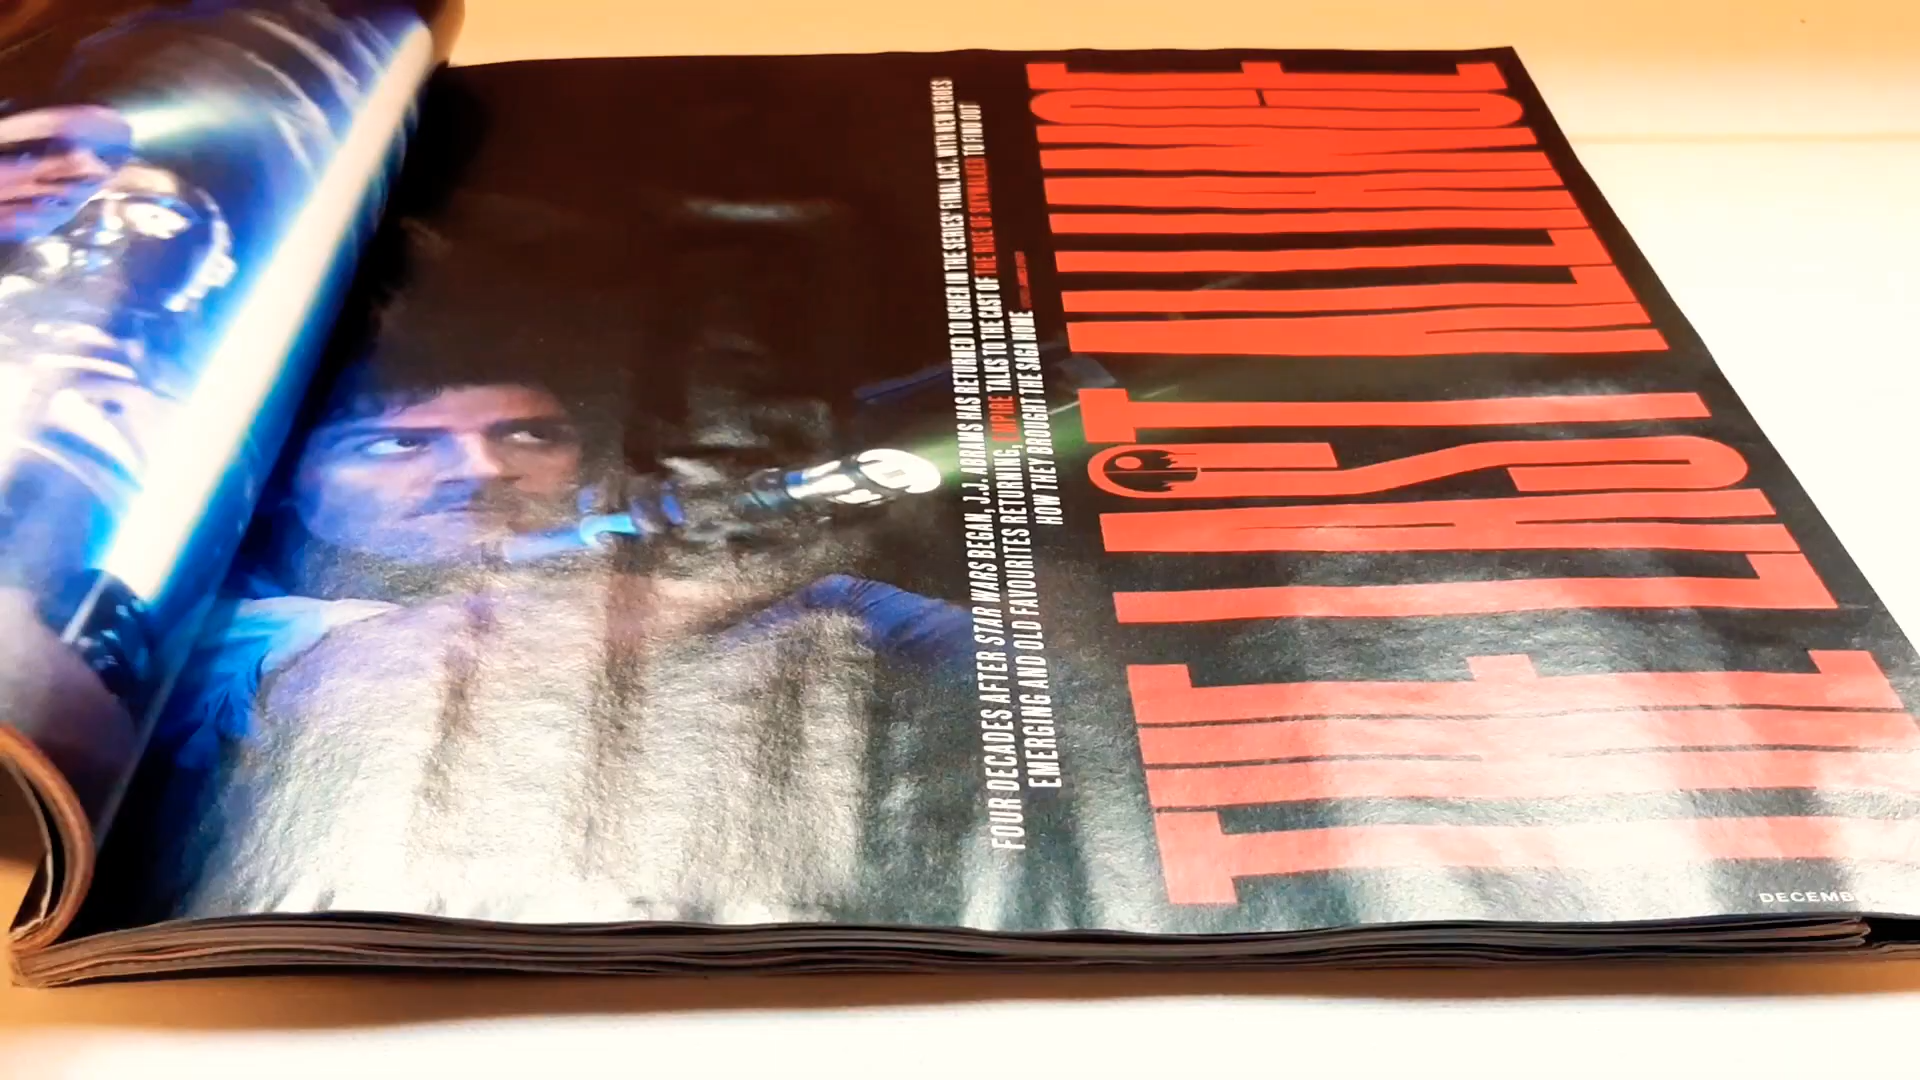 FOUR DECADES AFTER STAR WARS BEGAN, J.J. ABRAMS HAS RETURNED TO USHER IN THE SERIES' FINAL ACT. WITH NEW HEROES
EMERGING AND OLD FAVOURITES RETURNING, EMPIRE TALKS TO THE CAST OF THE RISE OF SKYWALKER TO FIND OUT
HOW THEY BROUGHT THE SAGA HOME
THE LAST ALLIANCE